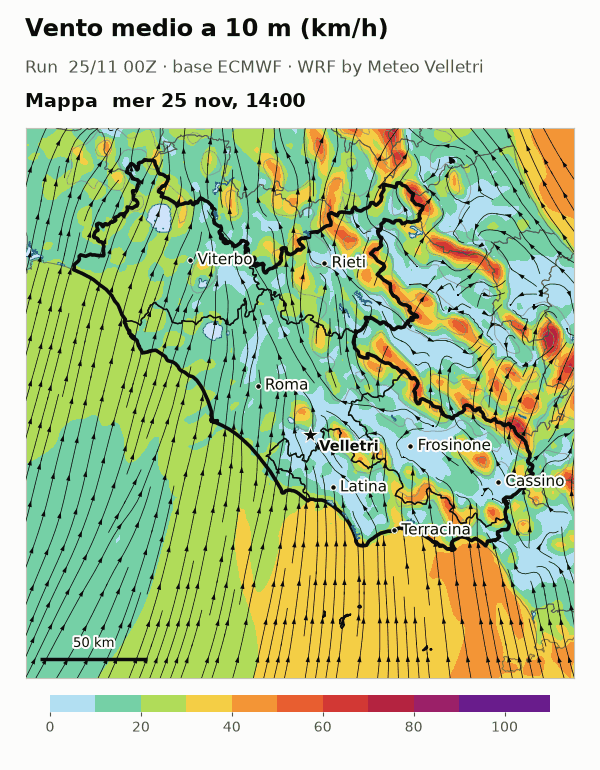 Vento medio a 10 m (km/h)
Run 25/11 00Z · base ECMWF · WRF by Meteo Velletri
Mappa mer 25 nov, 14:00
Viterbo
Rieti
Roma
Velletri
Frosinone
Cassino
Latina
Terracina
50 km
0 20 40 60 80 100